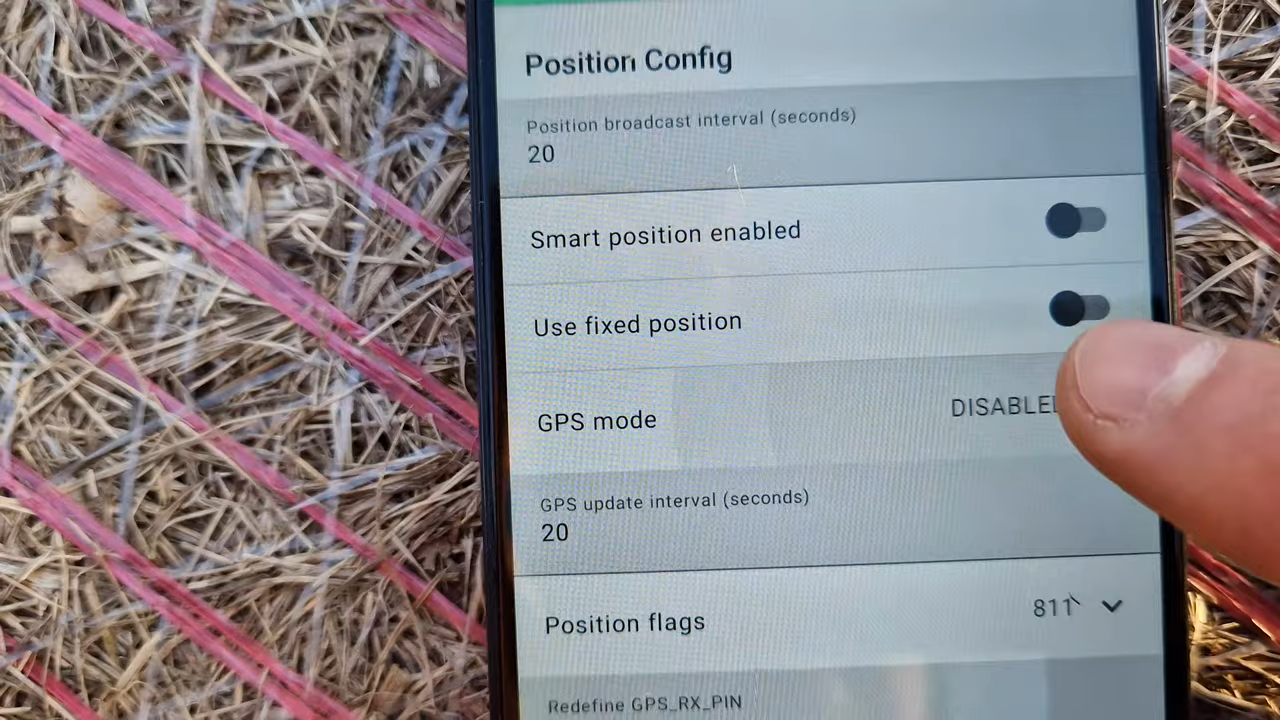 Position Config
Position broadcast interval (seconds)
20
Smart position enabled
Use fixed position
GPS mode
GPS update interval (seconds)
20
Position flags 811
Redefine GPS_RX_PIN